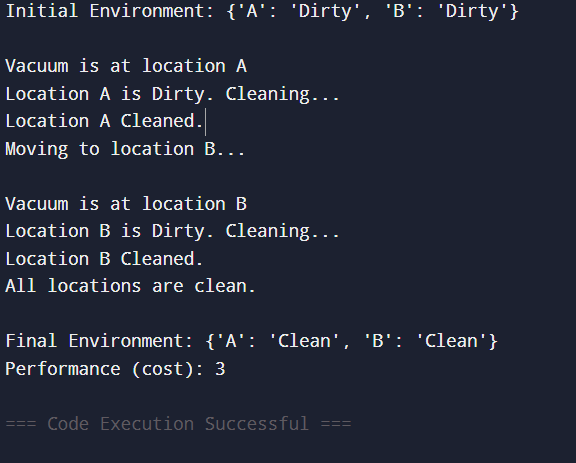 Initial Environment: {'A': 'Dirty', 'B': 'Dirty'}
Vacuum is at location A
Location A is Dirty. Cleaning...
Location A Cleaned.
Moving to location B...
Vacuum is at location B
Location B is Dirty. Cleaning...
Location B Cleaned.
All locations are clean.
Final Environment: {'A': 'Clean', 'B': 'Clean'}
Performance (cost): 3
=== Code Execution Successful ===